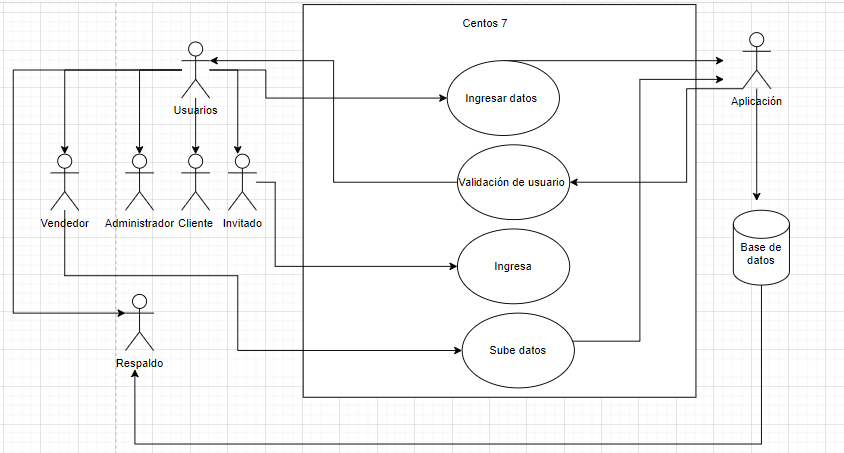 Centos 7
Usuarios
Ingresar datos
Aplicación
Validación de usuario
Vendedor
Administrador
Cliente
Invitado
Base de
datos
Ingresa
Sube datos
Respaldo